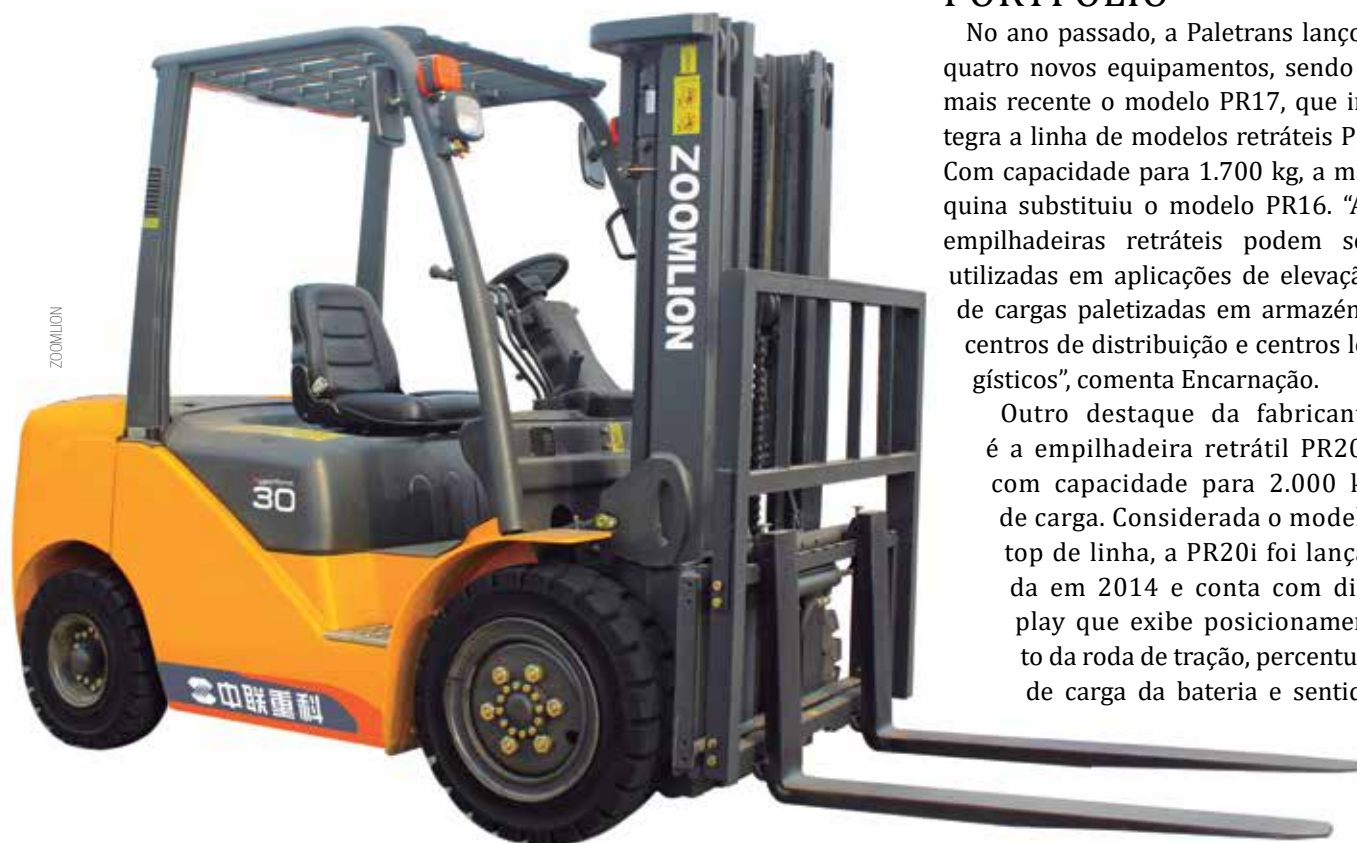 PORTFÓLIO
No ano passado, a Paletrans lanço
quatro novos equipamentos, sendo
mais recente o modelo PR17, que in
tegra a linha de modelos retráteis P
Com capacidade para 1.700 kg, a m
quina substituiu o modelo PR16. “A
empilhadeiras retráteis podem se
utilizadas em aplicações de elevaçã
de cargas paletizadas em armazén
centros de distribuição e centros lo
gísticos”, comenta Encarnação.
Outro destaque da fabricant
é a empilhadeira retrátil PR20
com capacidade para 2.000 k
de carga. Considerada o model
top de linha, a PR20i foi lança
da em 2014 e conta com di
play que exibe posicionamen
to da roda de tração, percentu
de carga da bateria e sentic
ZOOMLION
ZOOMLION
30
中联重科